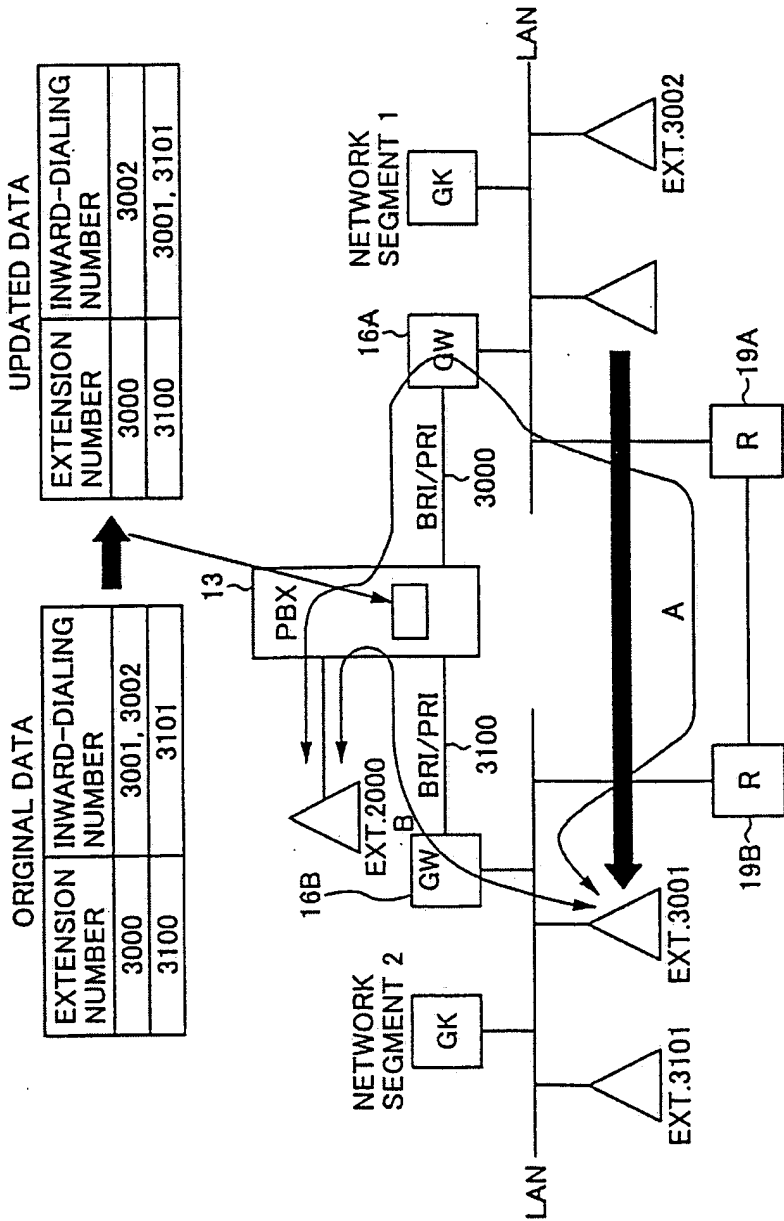 ORIGINAL DATA
EXTENSION NUMBER INWARD-DIALING NUMBER
3000 3001, 3002
3100 3101
UPDATED DATA
EXTENSION NUMBER INWARD-DIALING NUMBER
3000 3002
3100 3001, 3101
13
PBX
EXT.2000
NETWORK
SEGMENT 2
GK
16B
GW
B
BRI/PRI
3100
BRI/PRI
3000
16A
GW
NETWORK
SEGMENT 1
GK
LAN
LAN
EXT.3101
EXT.3001
A
EXT.3002
19B
R
R
19A